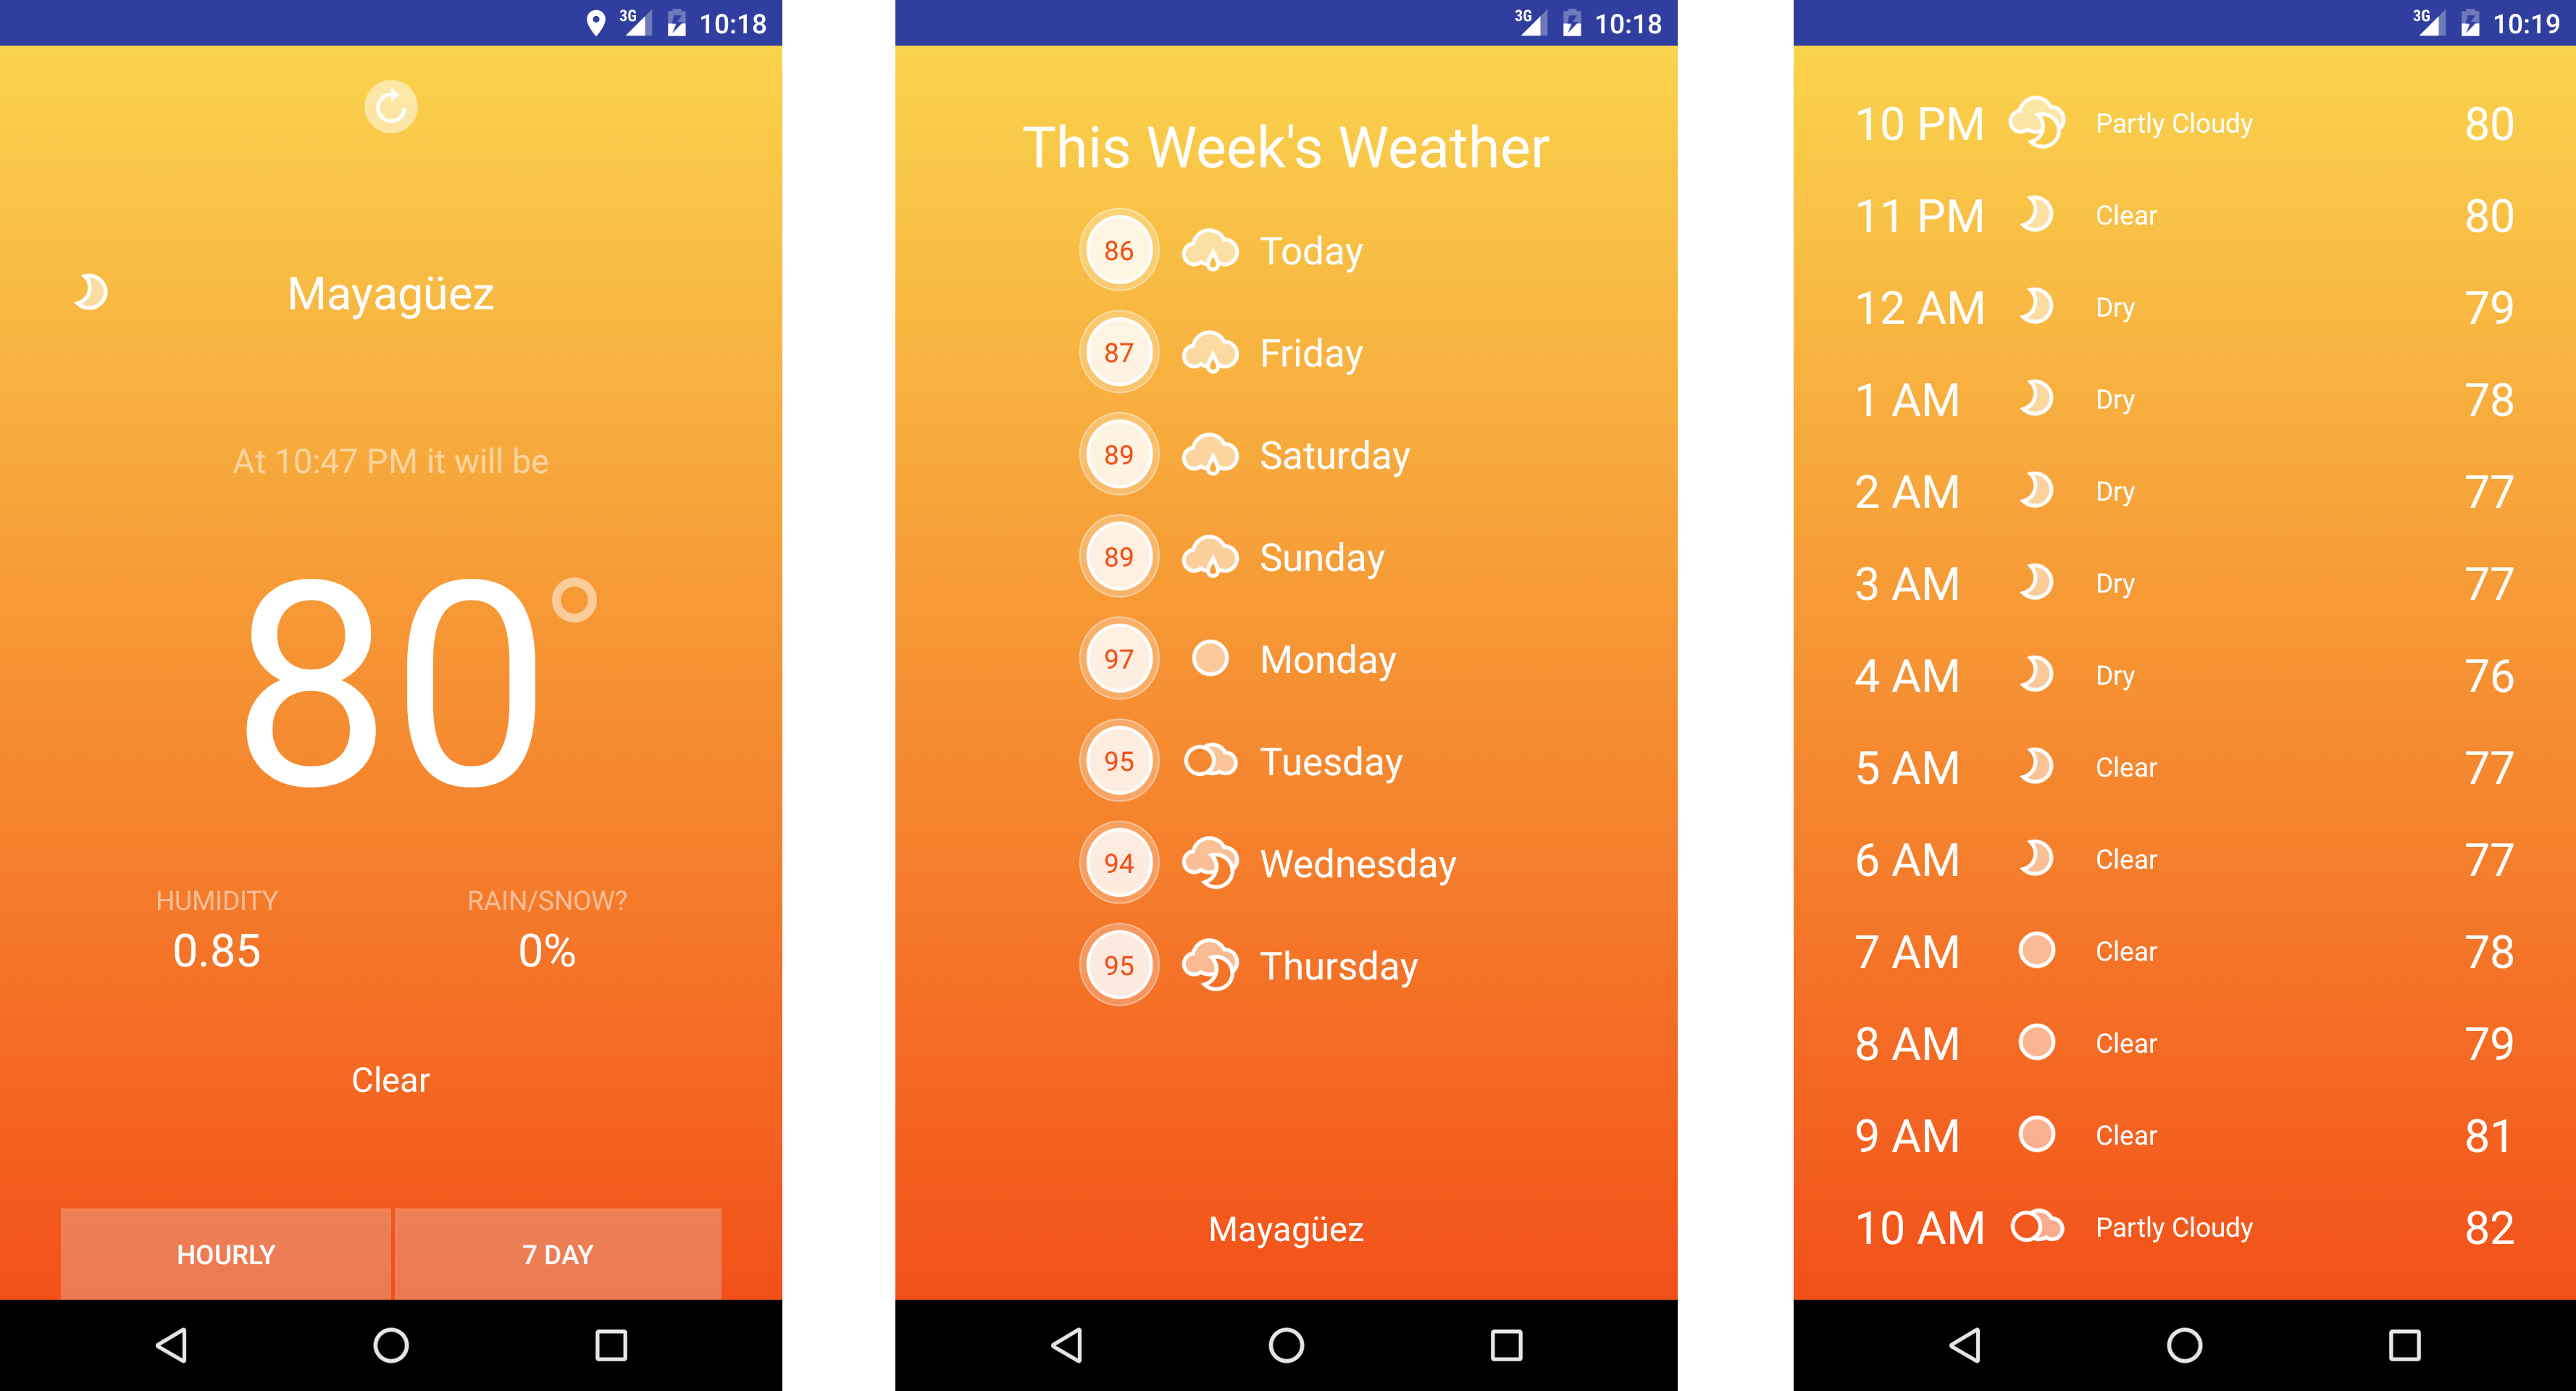 3G 10:18
Mayagüez
At 10:47 PM it will be
80°
HUMIDITY RAIN/SNOW?
0.85 0%
Clear
HOURLY 7 DAY
3G 10:18
This Week's Weather
86 Today
87 Friday
89 Saturday
89 Sunday
97 Monday
95 Tuesday
94 Wednesday
95 Thursday
Mayagüez
3G 10:19
10 PM Partly Cloudy 80
11 PM Clear 80
12 AM Dry 79
1 AM Dry 78
2 AM Dry 77
3 AM Dry 77
4 AM Dry 76
5 AM Clear 77
6 AM Clear 77
7 AM Clear 78
8 AM Clear 79
9 AM Clear 81
10 AM Partly Cloudy 82